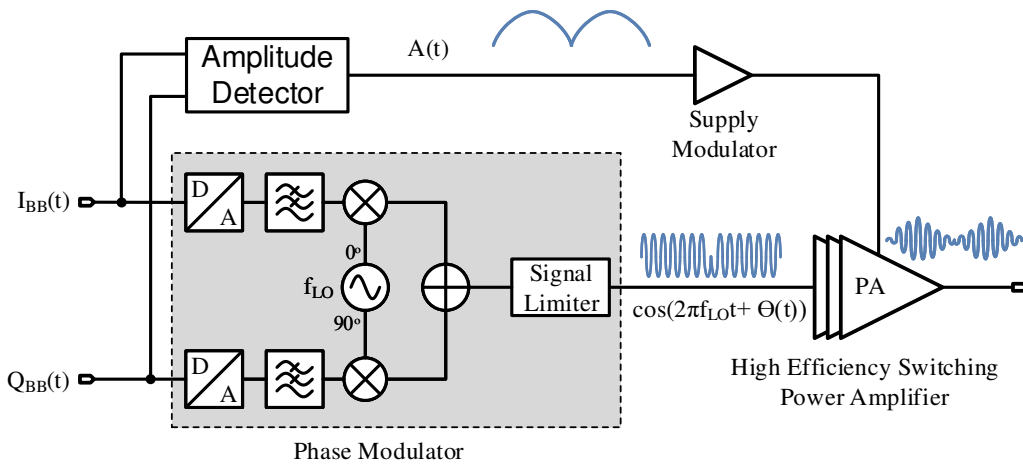 Amplitude
Detector
A(t)
Supply
Modulator
I_BB(t)
D
A
0°
f_LO
90°
Signal
Limiter
cos(2πf_LOt+ Θ(t))
PA
Q_BB(t)
D
A
High Efficiency Switching
Power Amplifier
Phase Modulator